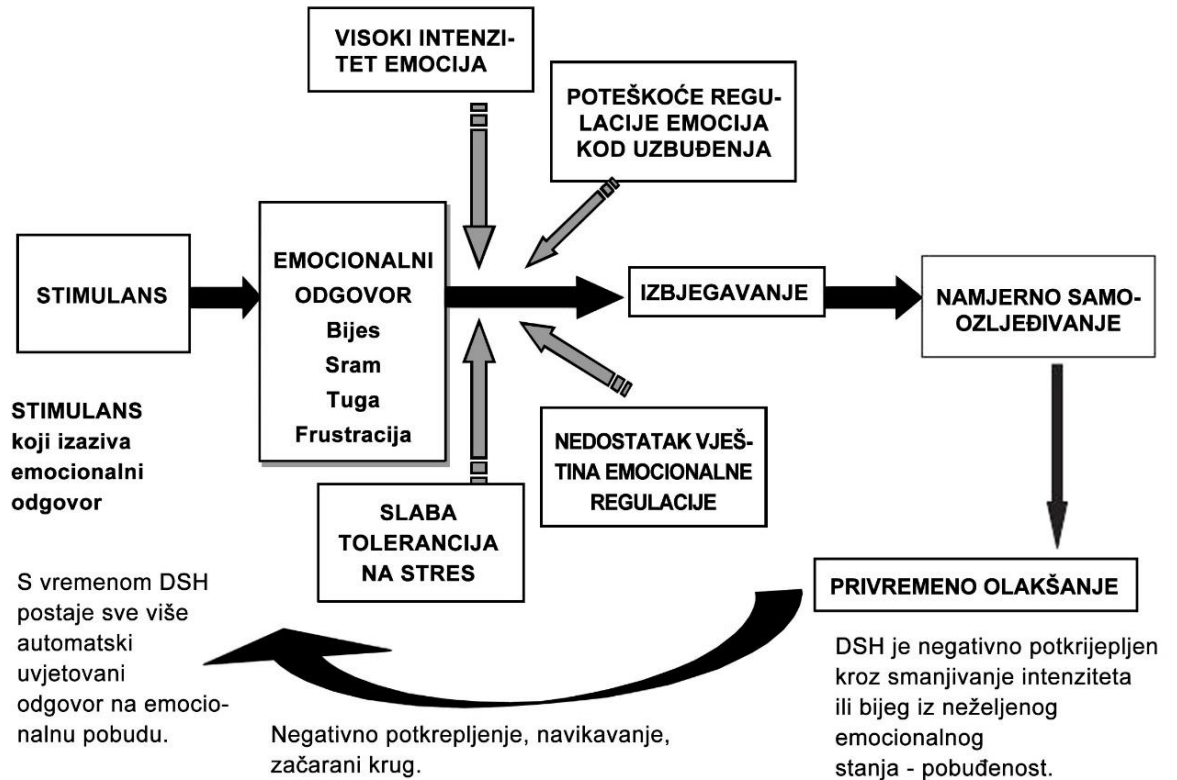 VISOKI INTENZI-
TET EMOCIJA
POTEŠKOĆE REGU-
LACIJE EMOCIJA
KOD UZBUĐENJA
STIMULANS
EMOCIONALNI
ODGOVOR
Bijes
Sram
Tuga
Frustracija
IZBJEGAVANJE
NAMJERNO SAMO-
OZLJEĐIVANJE
STIMULANS
koji izaziva
emocionalni
odgovor
SLABA
TOLERANCIJA
NA STRES
NEDOSTATAK VJEŠ-
TINA EMOCIONALNE
REGULACIJE
PRIVREMENO OLAKŠANJE
S vremenom DSH
postaje sve više
automatski
uvjetovani
odgovor na emocio-
nalnu pobudu.
Negativno potkrepljenje, navikavanje,
začarani krug.
DSH je negativno potkrijepljen
kroz smanjivanje intenziteta
ili bijeg iz neželjenog
emocionalnog
stanja - pobuđenost.